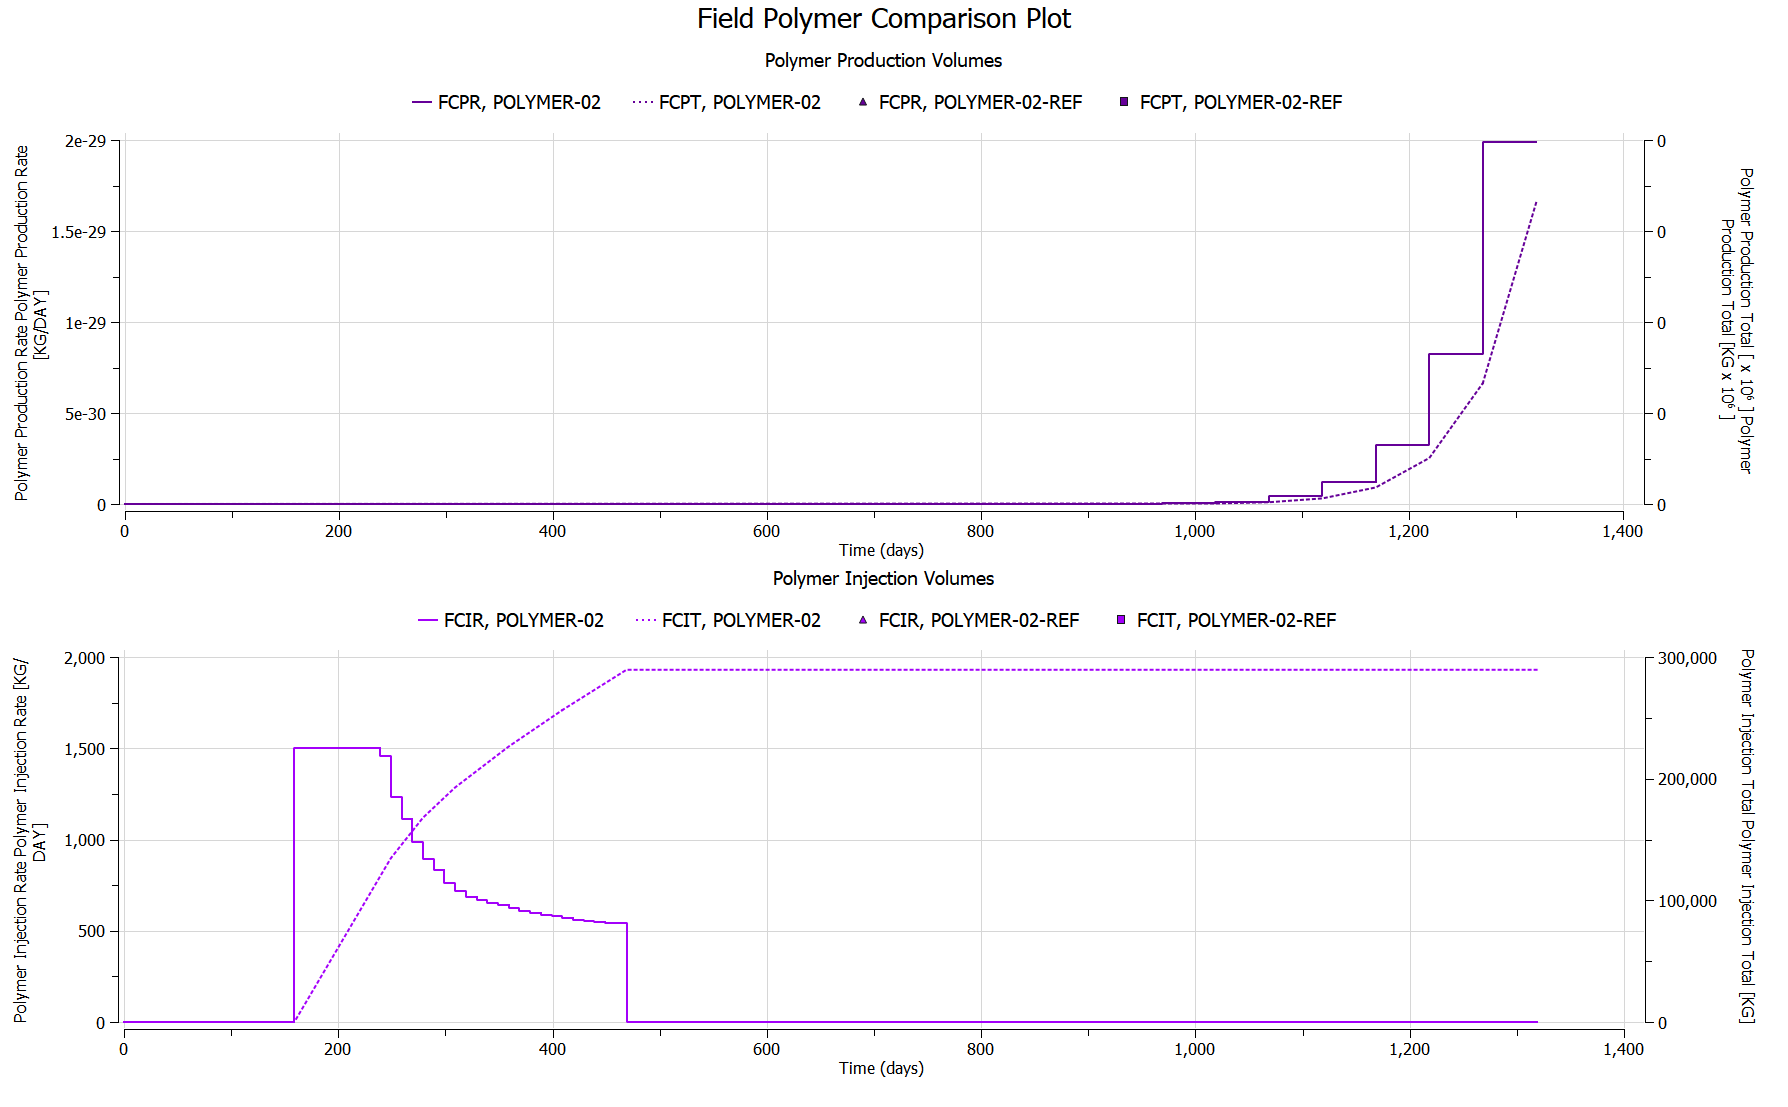 Field Polymer Comparison Plot
Polymer Production Volumes
FCPR, POLYMER-02 FCPT, POLYMER-02 FCPR, POLYMER-02-REF FCPT, POLYMER-02-REF
Polymer Production Rate Polymer Production Rate
[KG/DAY]
2e-29
1.5e-29
1e-29
5e-30
0
0
0
0
0
0
Polymer Production Total [ x 10⁶ ] Polymer
Production Total [KG x 10⁶ ]
0 200 400 600 800 1,000 1,200 1,400
Time (days)
Polymer Injection Volumes
FCIR, POLYMER-02 FCIT, POLYMER-02 FCIR, POLYMER-02-REF FCIT, POLYMER-02-REF
Polymer Injection Rate Polymer Injection Rate [KG/
DAY]
2,000
1,500
1,000
500
0
300,000
200,000
100,000
0
Polymer Injection Total Polymer Injection Total [KG]
0 200 400 600 800 1,000 1,200 1,400
Time (days)